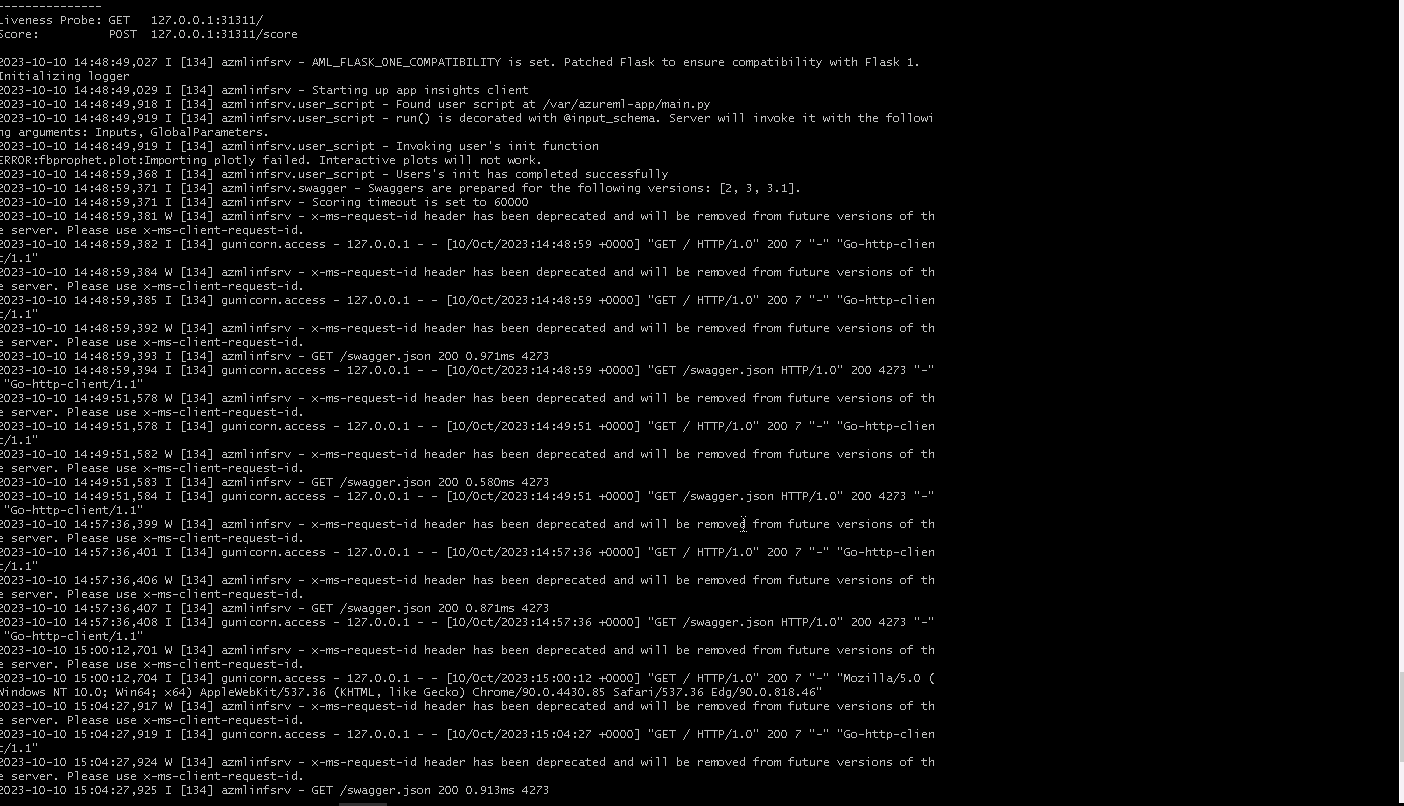 ---------------
Liveness Probe: GET   127.0.0.1:31311/
Score:          POST  127.0.0.1:31311/score
2023-10-10 14:48:49,027 I [134] azmlinfsrv - AML_FLASK_ONE_COMPATIBILITY is set. Patched Flask to ensure compatibility with Flask 1.
Initializing logger
2023-10-10 14:48:49,029 I [134] azmlinfsrv - Starting up app insights client
2023-10-10 14:48:49,918 I [134] azmlinfsrv.user_script - Found user script at /var/azureml-app/main.py
2023-10-10 14:48:49,919 I [134] azmlinfsrv.user_script - run() is decorated with @input_schema. Server will invoke it with the followi
ng arguments: Inputs, GlobalParameters.
2023-10-10 14:48:49,919 I [134] azmlinfsrv.user_script - Invoking user's init function
ERROR:fbprophet.plot:Importing plotly failed. Interactive plots will not work.
2023-10-10 14:48:59,368 I [134] azmlinfsrv.user_script - Users's init has completed successfully
2023-10-10 14:48:59,371 I [134] azmlinfsrv.swagger - Swaggers are prepared for the following versions: [2, 3, 3.1].
2023-10-10 14:48:59,371 I [134] azmlinfsrv - Scoring timeout is set to 60000
2023-10-10 14:48:59,381 W [134] azmlinfsrv - x-ms-request-id header has been deprecated and will be removed from future versions of th
e server. Please use x-ms-client-request-id.
2023-10-10 14:48:59,382 I [134] gunicorn.access - 127.0.0.1 - - [10/Oct/2023:14:48:59 +0000] "GET / HTTP/1.0" 200 7 "-" "Go-http-clien
t/1.1"
2023-10-10 14:48:59,384 W [134] azmlinfsrv - x-ms-request-id header has been deprecated and will be removed from future versions of th
e server. Please use x-ms-client-request-id.
2023-10-10 14:48:59,385 I [134] gunicorn.access - 127.0.0.1 - - [10/Oct/2023:14:48:59 +0000] "GET / HTTP/1.0" 200 7 "-" "Go-http-clien
t/1.1"
2023-10-10 14:48:59,392 W [134] azmlinfsrv - x-ms-request-id header has been deprecated and will be removed from future versions of th
e server. Please use x-ms-client-request-id.
2023-10-10 14:48:59,393 I [134] azmlinfsrv - GET /swagger.json 200 0.971ms 4273
2023-10-10 14:48:59,394 I [134] gunicorn.access - 127.0.0.1 - - [10/Oct/2023:14:48:59 +0000] "GET /swagger.json HTTP/1.0" 200 4273 "-"
"Go-http-client/1.1"
2023-10-10 14:49:51,578 W [134] azmlinfsrv - x-ms-request-id header has been deprecated and will be removed from future versions of th
e server. Please use x-ms-client-request-id.
2023-10-10 14:49:51,578 I [134] gunicorn.access - 127.0.0.1 - - [10/Oct/2023:14:49:51 +0000] "GET / HTTP/1.0" 200 7 "-" "Go-http-clien
t/1.1"
2023-10-10 14:49:51,582 W [134] azmlinfsrv - x-ms-request-id header has been deprecated and will be removed from future versions of th
e server. Please use x-ms-client-request-id.
2023-10-10 14:49:51,583 I [134] azmlinfsrv - GET /swagger.json 200 0.580ms 4273
2023-10-10 14:49:51,584 I [134] gunicorn.access - 127.0.0.1 - - [10/Oct/2023:14:49:51 +0000] "GET /swagger.json HTTP/1.0" 200 4273 "-"
"Go-http-client/1.1"
2023-10-10 14:57:36,399 W [134] azmlinfsrv - x-ms-request-id header has been deprecated and will be removed from future versions of th
e server. Please use x-ms-client-request-id.
2023-10-10 14:57:36,401 I [134] gunicorn.access - 127.0.0.1 - - [10/Oct/2023:14:57:36 +0000] "GET / HTTP/1.0" 200 7 "-" "Go-http-clien
t/1.1"
2023-10-10 14:57:36,406 W [134] azmlinfsrv - x-ms-request-id header has been deprecated and will be removed from future versions of th
e server. Please use x-ms-client-request-id.
2023-10-10 14:57:36,407 I [134] azmlinfsrv - GET /swagger.json 200 0.871ms 4273
2023-10-10 14:57:36,408 I [134] gunicorn.access - 127.0.0.1 - - [10/Oct/2023:14:57:36 +0000] "GET /swagger.json HTTP/1.0" 200 4273 "-"
"Go-http-client/1.1"
2023-10-10 15:00:12,701 W [134] azmlinfsrv - x-ms-request-id header has been deprecated and will be removed from future versions of th
e server. Please use x-ms-client-request-id.
2023-10-10 15:00:12,704 I [134] gunicorn.access - 127.0.0.1 - - [10/Oct/2023:15:00:12 +0000] "GET / HTTP/1.0" 200 7 "-" "Mozilla/5.0 (
Windows NT 10.0; Win64; x64) AppleWebKit/537.36 (KHTML, like Gecko) Chrome/90.0.4430.85 Safari/537.36 Edg/90.0.818.46"
2023-10-10 15:04:27,917 W [134] azmlinfsrv - x-ms-request-id header has been deprecated and will be removed from future versions of th
e server. Please use x-ms-client-request-id.
2023-10-10 15:04:27,919 I [134] gunicorn.access - 127.0.0.1 - - [10/Oct/2023:15:04:27 +0000] "GET / HTTP/1.0" 200 7 "-" "Go-http-clien
t/1.1"
2023-10-10 15:04:27,924 W [134] azmlinfsrv - x-ms-request-id header has been deprecated and will be removed from future versions of th
e server. Please use x-ms-client-request-id.
2023-10-10 15:04:27,925 I [134] azmlinfsrv - GET /swagger.json 200 0.913ms 4273